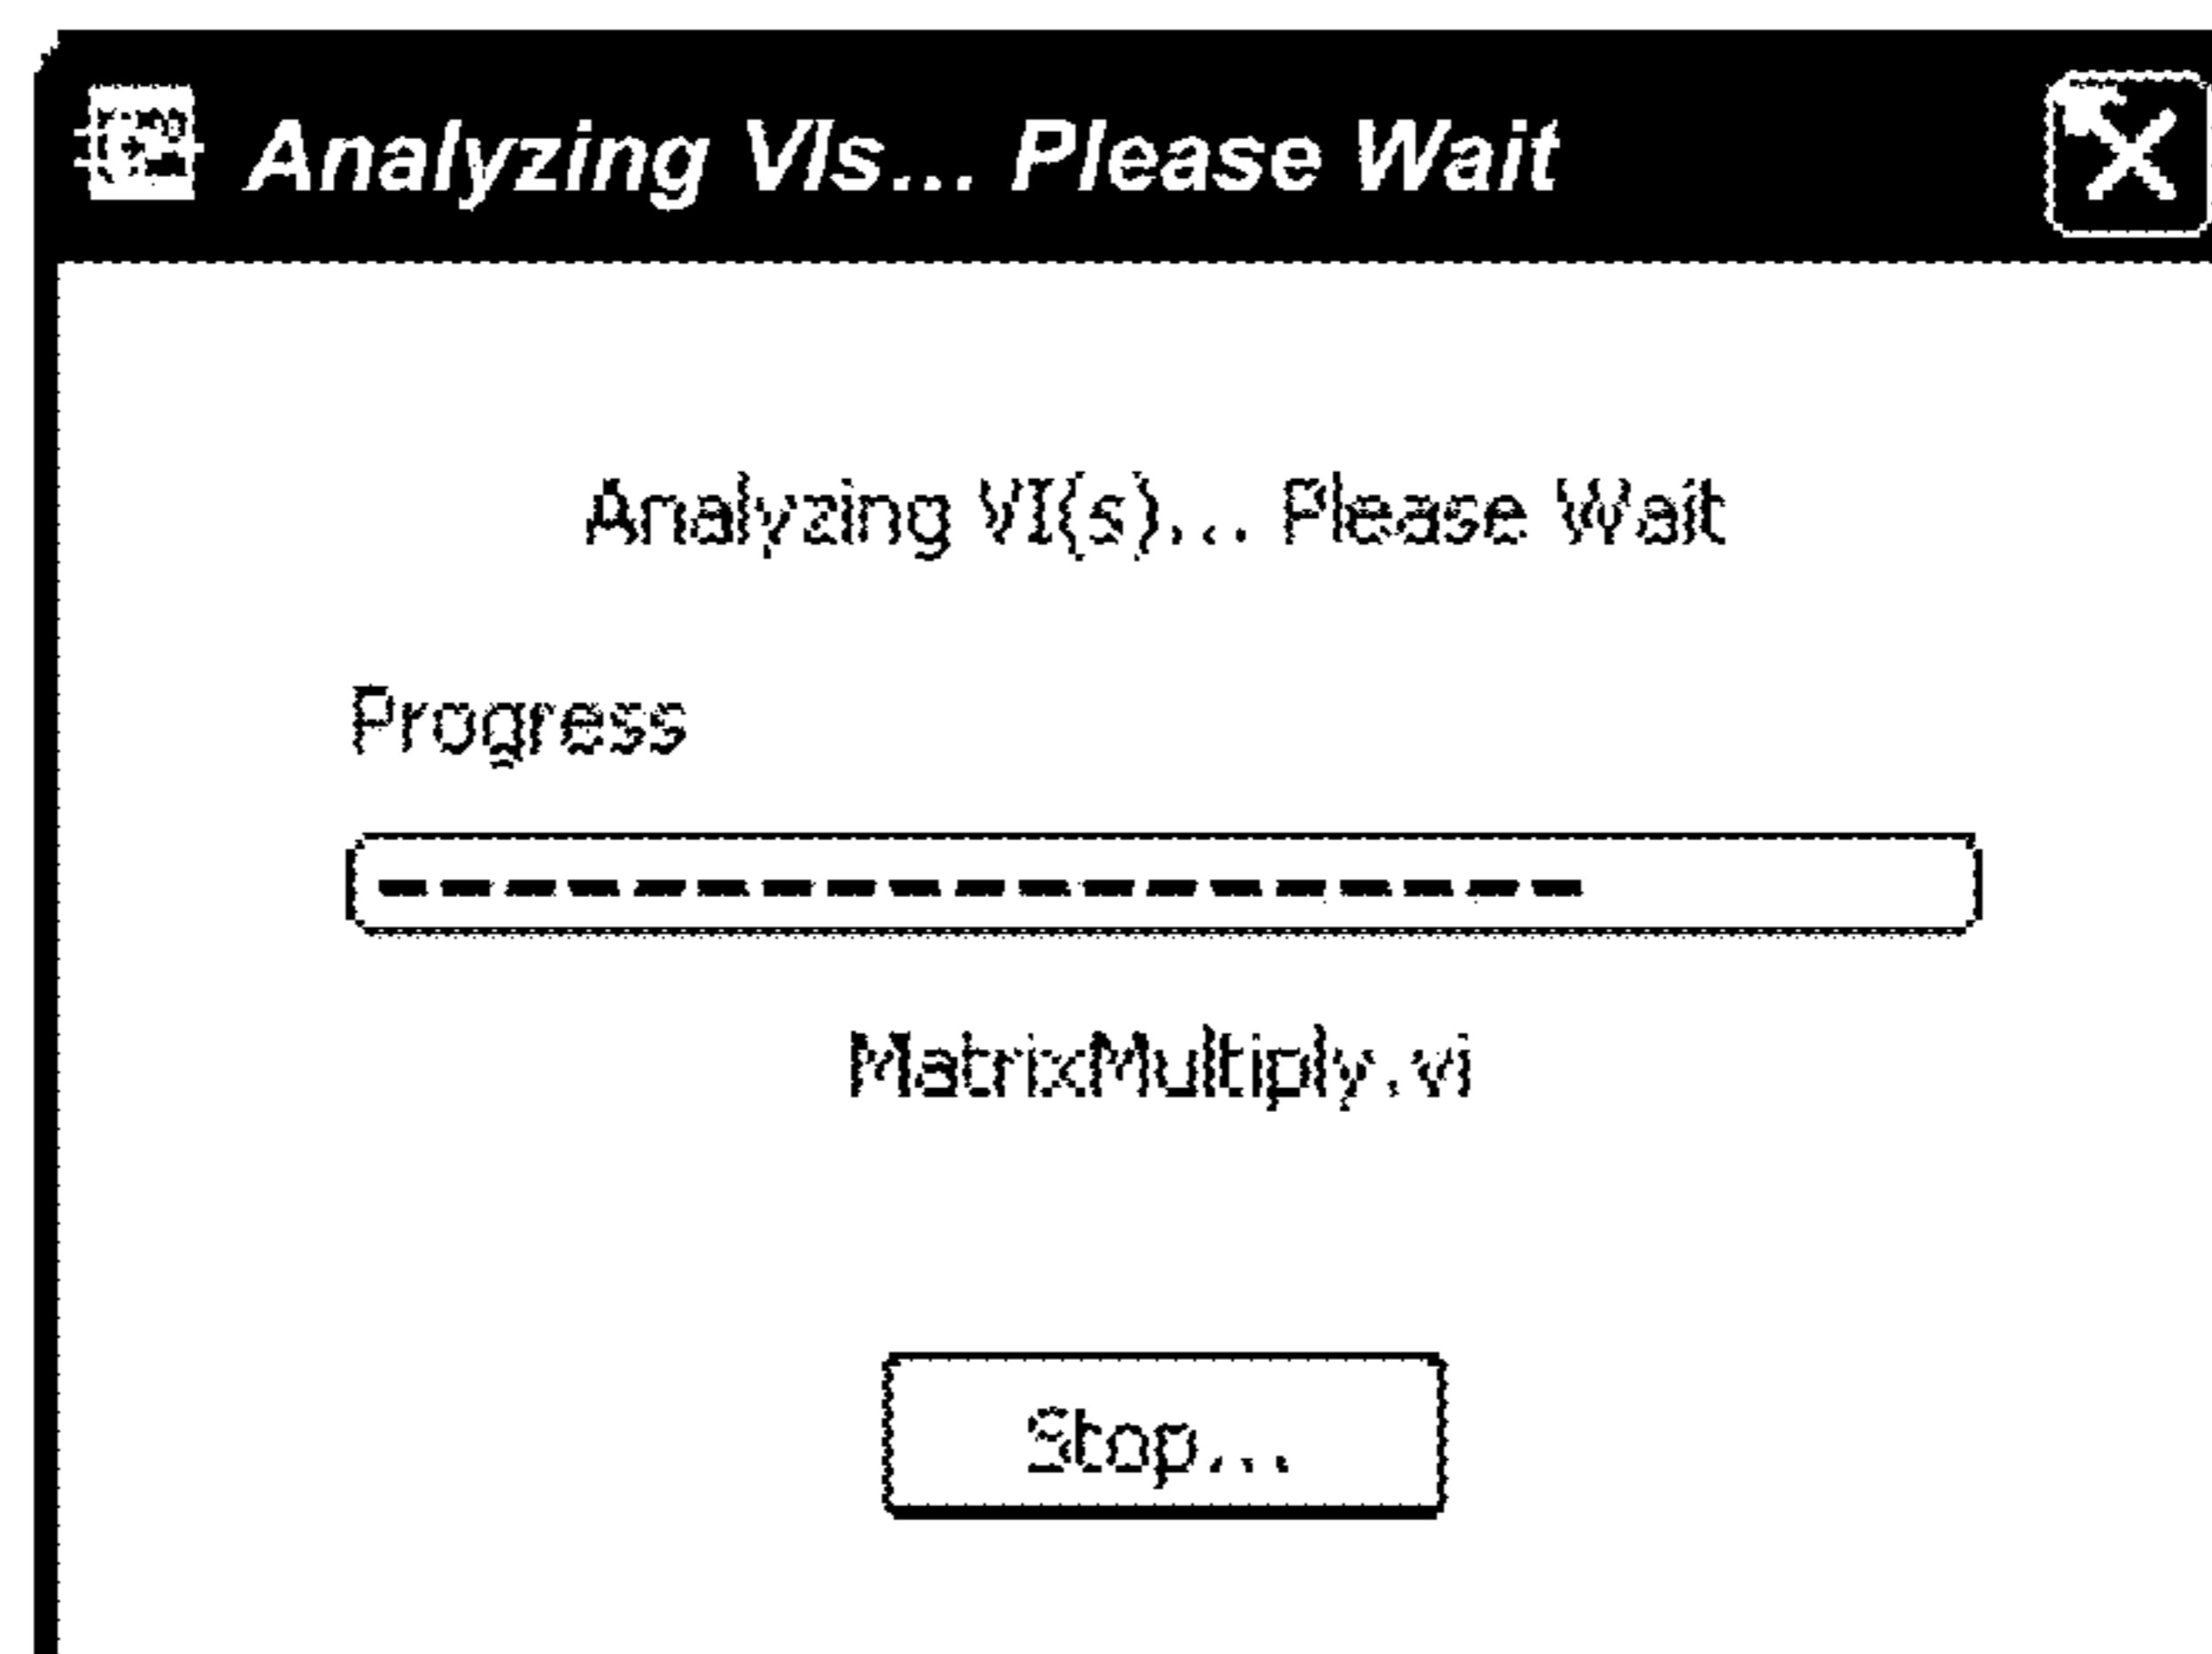 Analyzing VIs... Please Wait
Analyzing VI(s)... Please Wait
Progress
MatrixMultiply.vi
Stop...